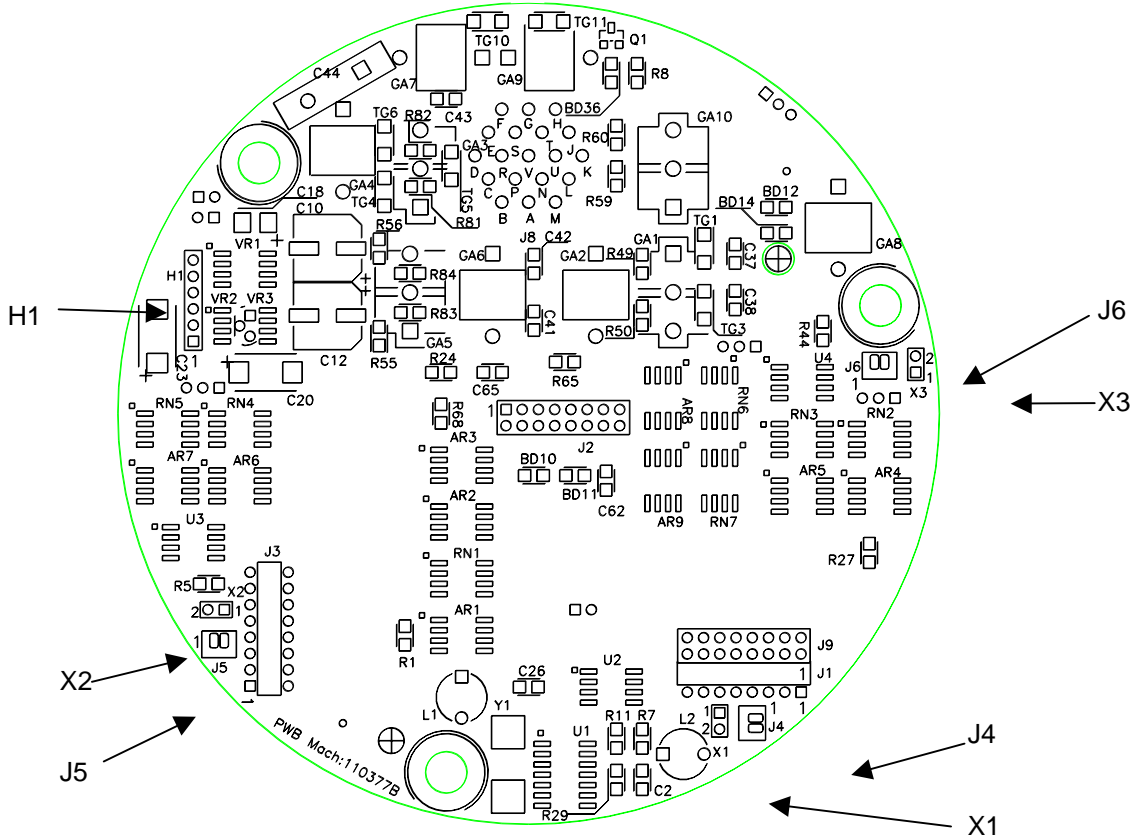 TG10
TG11
Q1
C44
GA7
GA9
R8
C43
BD36
TG6
R82
F
G
H
GA10
R60
GA3
E
S
T
J
D
R
V
U
K
GA4
TG4
TG5
C
P
N
L
R59
BD12
C18
C10
R81
B
A
M
BD14
TG1
R56
VR1
J8
C42
GA8
H1
GA6
GA2
R49
GA1
C37
R84
VR2
VR3
R83
C41
R50
C38
H1
J6
1
C23
C12
R55
GA5
TG3
R44
R24
C65
R65
U4
J6
2
1
1
X3
X3
C20
RN5
RN4
R68
1
AR8
RN6
RN3
RN2
J2
AR3
AR7
AR6
BD10
BD11
C62
AR5
AR4
AR2
AR9
RN7
U3
J3
RN1
R27
R5
X2
2
1
AR1
1
R1
J5
J9
1
J1
X2
1
C26
U2
1
L1
Y1
R11
R7
L2
1
2
J4
J4
PWB Mach:110377B
U1
X1
J5
R29
C2
X1